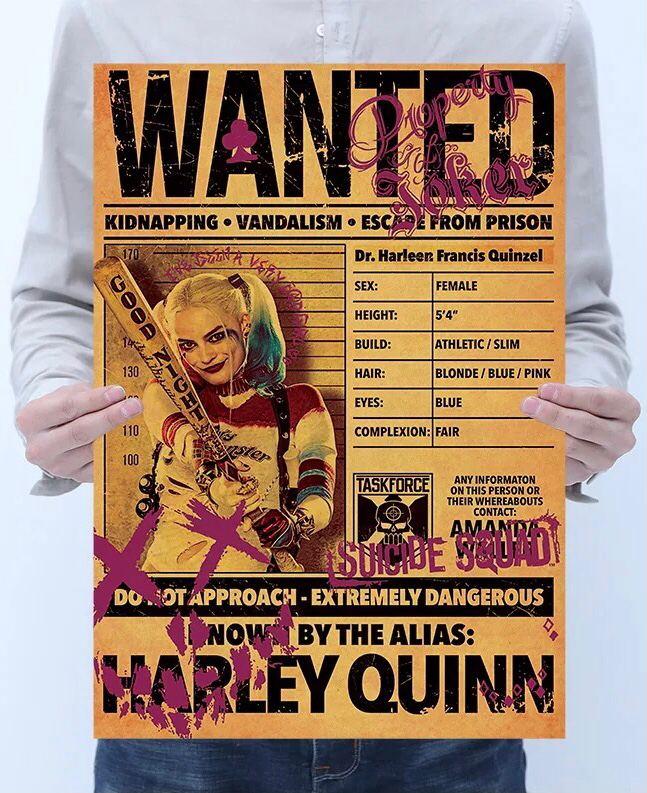 WANTED
Property
of
Joker
KIDNAPPING • VANDALISM • ESCAPE FROM PRISON
170
130
110
100
GOOD NIGHT
Dr. Harleen Francis Quinzel
SEX: FEMALE
HEIGHT: 5'4"
BUILD: ATHLETIC / SLIM
HAIR: BLONDE / BLUE / PINK
EYES: BLUE
COMPLEXION: FAIR
TASKFORCE
X
ANY INFORMATON
ON THIS PERSON OR
THEIR WHEREABOUTS
CONTACT:
AMANDA
SUICIDE SQUAD
DO NOT APPROACH - EXTREMELY DANGEROUS
KNOWN BY THE ALIAS:
HARLEY QUINN